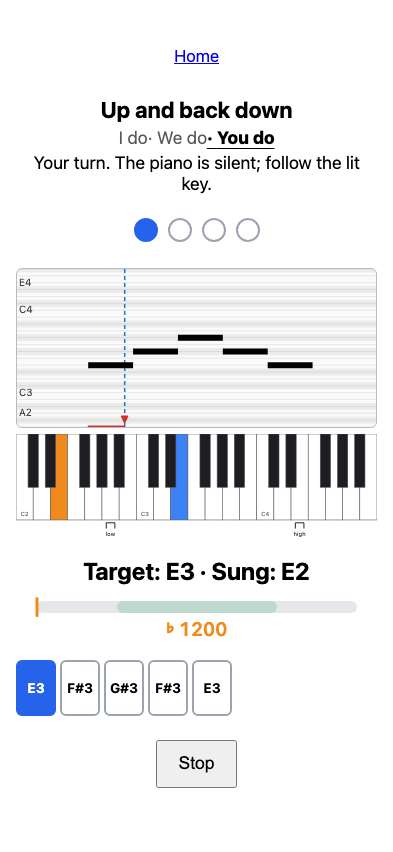 Home
Up and back down
I do· We do· You do
Your turn. The piano is silent; follow the lit
key.
E4
C4
C3
A2
C2
C3
C4
low
high
Target: E3 · Sung: E2
♭ 1200
E3
F#3
G#3
F#3
E3
Stop